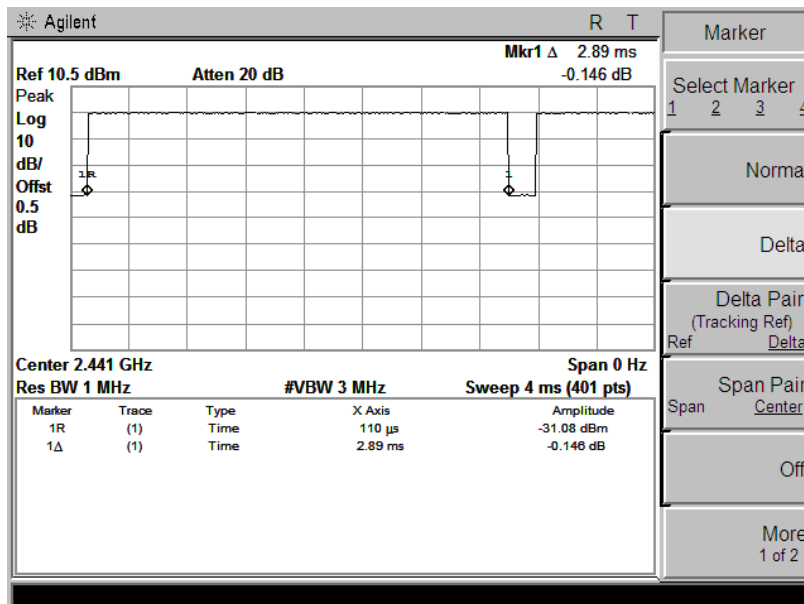 Agilent R T
Mkr1 Δ 2.89 ms
Ref 10.5 dBm Atten 20 dB -0.146 dB
Peak
Log
10
dB/
Offst
0.5
dB
1R
1
Center 2.441 GHz Span 0 Hz
Res BW 1 MHz #VBW 3 MHz Sweep 4 ms (401 pts)
Marker Trace Type X Axis Amplitude
1R (1) Time 110 µs -31.08 dBm
1Δ (1) Time 2.89 ms -0.146 dB
Marker
Select Marker
1 2 3 4
Norma
Delta
Delta Pair
(Tracking Ref)
Ref Delta
Span Pair
Span Center
Off
More
1 of 2